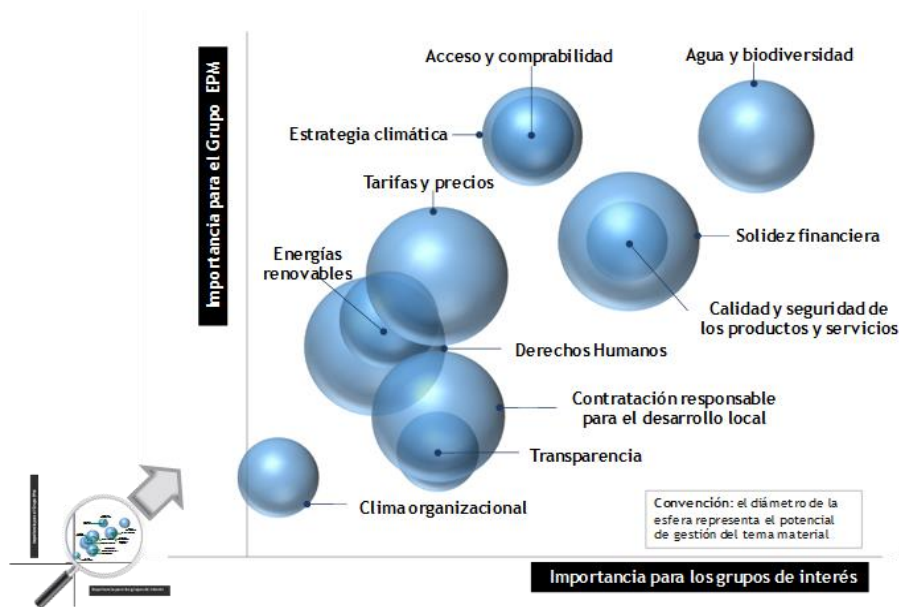 Importancia para el Grupo EPM
Acceso y comprabilidad
Agua y biodiversidad
Estrategia climática
Tarifas y precios
Energías
renovables
Solidez financiera
Calidad y seguridad de
los productos y servicios
Derechos Humanos
Contratación responsable
para el desarrollo local
Transparencia
Clima organizacional
Convención: el diámetro de la
esfera representa el potencial
de gestión del tema material
Importancia para los grupos de interés